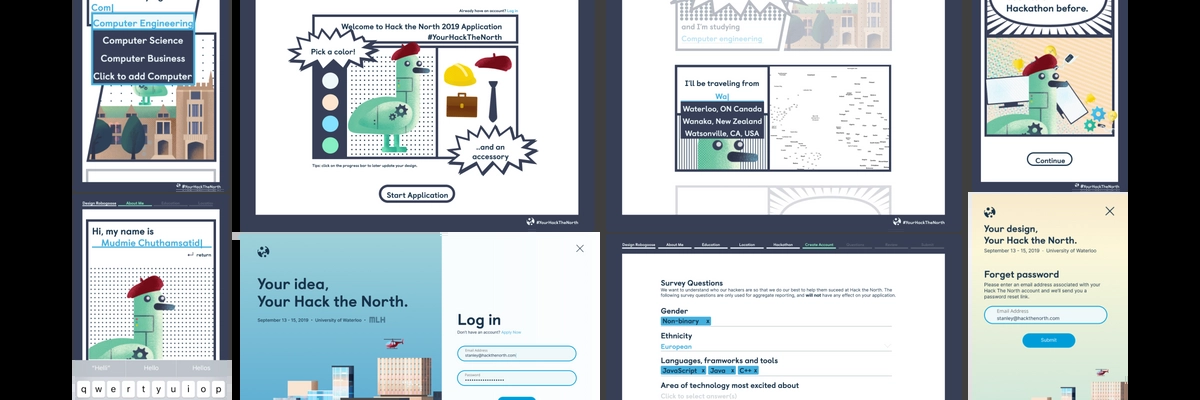 Com|
Computer Engineering
Computer Science
Computer Business
Click to add Computer
#YourHackTheNorth
Design Robogoose
About Me
Hi, my name is
Mudmie Chuthamsatid|
return
"Helli"
Hello
Hellos
q w e r t y u i o p
Already have an account? Log in
Welcome to Hack the North 2019 Application
#YourHackTheNorth
Pick a color!
...and an
accessory
Tips: click on the progress bar to later update your design.
Start Application
#YourHackTheNorth
Your idea,
Your Hack the North.
September 13 - 15, 2019 • University of Waterloo • MLH
Log in
Don't have an account? Apply Now
Email Address
stanley@hackthenorth.com
Password
and I'm studying
Computer engineering
I'll be traveling from
Wa|
Waterloo, ON Canada
Wanaka, New Zealand
Watsonville, CA, USA
#YourHackTheNorth
Design Robogoose
About Me
Education
Location
Hackathon
Create Account
Survey Questions
We want to understand who our hackers are so that we do our best to help them suceed at Hack the North. The
following survey questions are only used for aggregate reporting, and will not have any effect on your application.
Gender
Non-binary x
Ethnicity
European
Languages, framworks and tools
JavaScript x Java x C++ x
Area of technology most excited about
Click to select answer(s)
Hackathon before.
Continue
#YourHackTheNorth
Your design,
Your Hack the North.
September 13 - 15, 2019 • University of Waterloo
Forget password
Please enter an email address associated with your
Hack The North account and we'll send you a
password reset link.
Email Address
stanley@hackthenorth.com
Submit